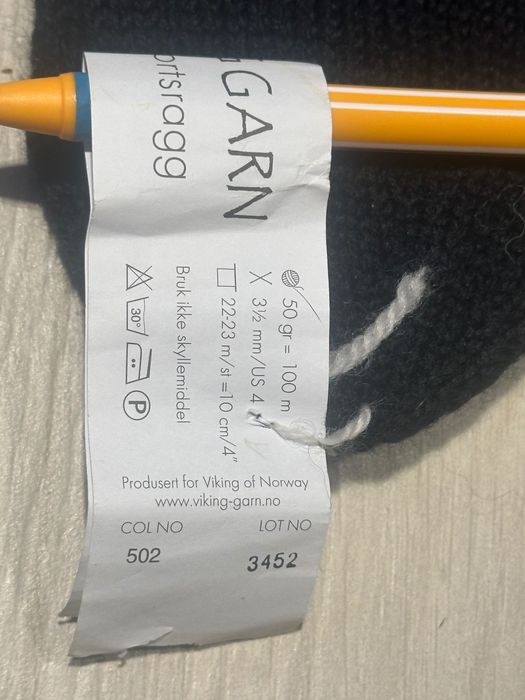 GARN
rtsragg
50 gr = 100 m
3½ mm/US 4
22-23 m/st =10 cm/4"
Bruk ikke skyllemiddel
30°
P
Produsert for Viking of Norway
www.viking-garn.no
COL NO
LOT NO
502
3452